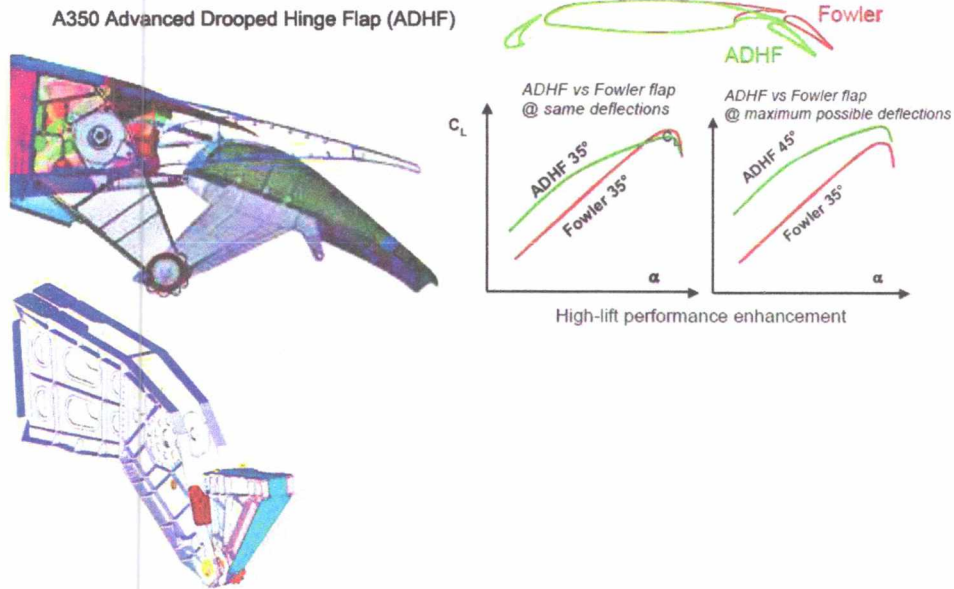 A350 Advanced Drooped Hinge Flap (ADHF)
Fowler
ADHF
ADHF vs Fowler flap
@ same deflections
CL
ADHF 35°
Fowler 35°
α
ADHF vs Fowler flap
@ maximum possible deflections
ADHF 45°
Fowler 35°
α
High-lift performance enhancement